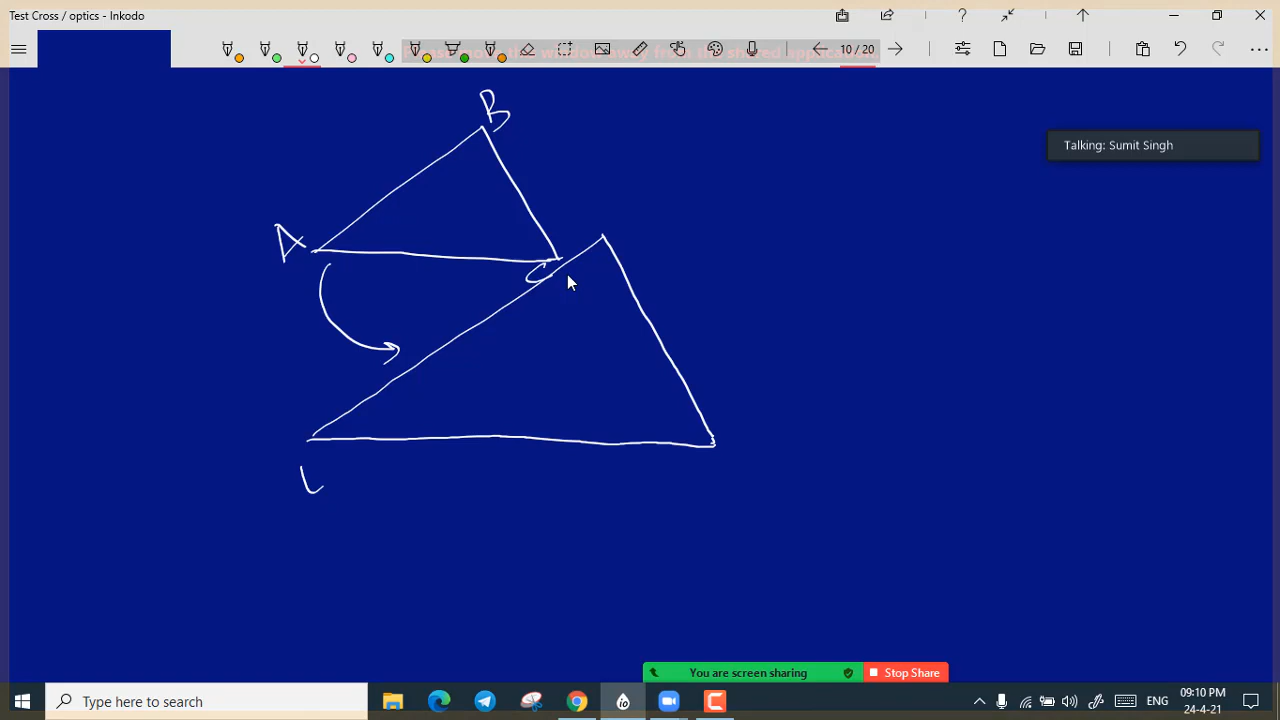 Test Cross / optics - Inkodo
10 / 20
B
Talking: Sumit Singh
A
C
L
You are screen sharing
Stop Share
Type here to search
ENG
09:10 PM
24-4-21